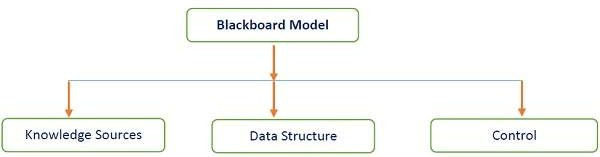 Blackboard Model
Knowledge Sources
Data Structure
Control